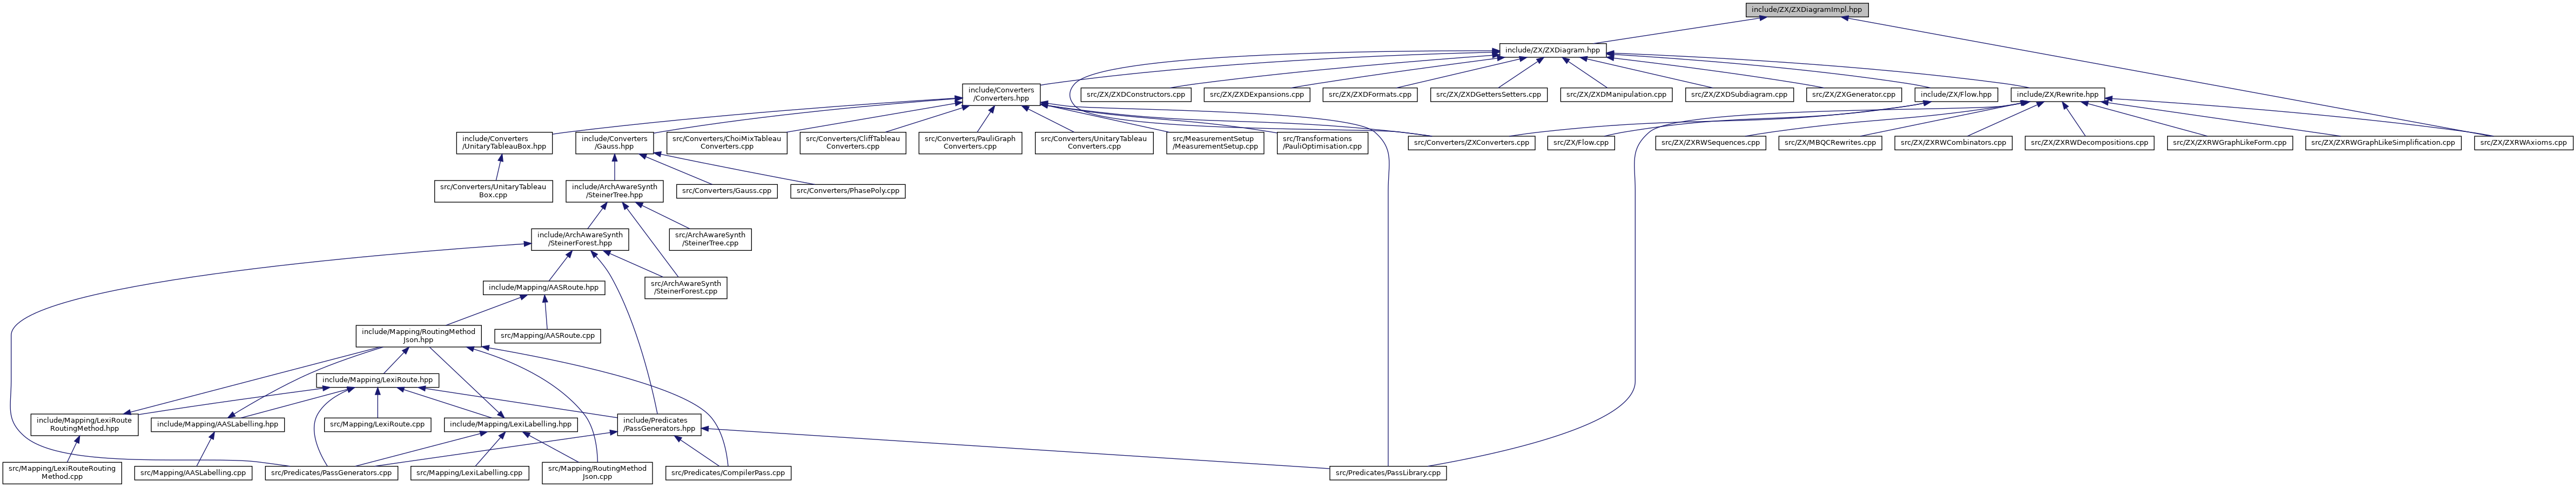 include/ZX/ZXDiagramImpl.hpp
include/ZX/ZXDiagram.hpp
include/Converters
/Converters.hpp
src/ZX/ZXDConstructors.cpp
src/ZX/ZXDExpansions.cpp
src/ZX/ZXDFormats.cpp
src/ZX/ZXDGettersSetters.cpp
src/ZX/ZXDManipulation.cpp
src/ZX/ZXDSubdiagram.cpp
src/ZX/ZXGenerator.cpp
include/ZX/Flow.hpp
include/ZX/Rewrite.hpp
include/Converters
/UnitaryTableauBox.hpp
include/Converters
/Gauss.hpp
src/Converters/ChoiMixTableau
Converters.cpp
src/Converters/CliffTableau
Converters.cpp
src/Converters/PauliGraph
Converters.cpp
src/Converters/UnitaryTableau
Converters.cpp
src/MeasurementSetup
/MeasurementSetup.cpp
src/Transformations
/PauliOptimisation.cpp
src/Converters/ZXConverters.cpp
src/ZX/Flow.cpp
src/ZX/ZXRWSequences.cpp
src/ZX/MBQCRewrites.cpp
src/ZX/ZXRWCombinators.cpp
src/ZX/ZXRWDecompositions.cpp
src/ZX/ZXRWGraphLikeForm.cpp
src/ZX/ZXRWGraphLikeSimplification.cpp
src/ZX/ZXRWAxioms.cpp
src/Converters/UnitaryTableau
Box.cpp
include/ArchAwareSynth
/SteinerTree.hpp
src/Converters/Gauss.cpp
src/Converters/PhasePoly.cpp
include/ArchAwareSynth
/SteinerForest.hpp
src/ArchAwareSynth
/SteinerTree.cpp
include/Mapping/AASRoute.hpp
src/ArchAwareSynth
/SteinerForest.cpp
include/Mapping/RoutingMethod
Json.hpp
src/Mapping/AASRoute.cpp
include/Mapping/LexiRoute.hpp
include/Mapping/LexiRoute
RoutingMethod.hpp
include/Mapping/AASLabelling.hpp
src/Mapping/LexiRoute.cpp
include/Mapping/LexiLabelling.hpp
include/Predicates
/PassGenerators.hpp
src/Mapping/LexiRouteRouting
Method.cpp
src/Mapping/AASLabelling.cpp
src/Predicates/PassGenerators.cpp
src/Mapping/LexiLabelling.cpp
src/Mapping/RoutingMethod
Json.cpp
src/Predicates/CompilerPass.cpp
src/Predicates/PassLibrary.cpp